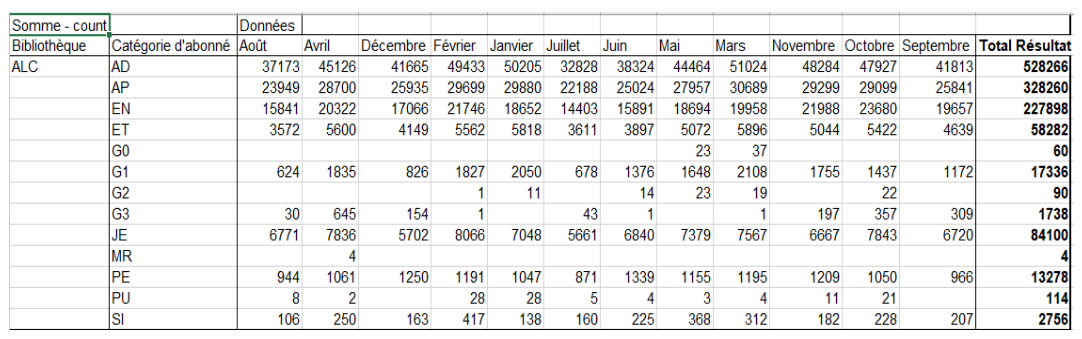 Somme - count Données
Bibliothèque Catégorie d'abonné Août Avril Décembre Février Janvier Juillet Juin Mai Mars Novembre Octobre Septembre Total Résultat
ALC AD 37173 45126 41665 49433 50205 32828 38324 44464 51024 48284 47927 41813 528266
AP 23949 28700 25935 29699 29880 22188 25024 27957 30689 29299 29099 25841 328260
EN 15841 20322 17066 21746 18652 14403 15891 18694 19958 21988 23680 19657 227898
ET 3572 5600 4149 5562 5818 3611 3897 5072 5896 5044 5422 4639 58282
G0 23 37 60
G1 624 1835 826 1827 2050 678 1376 1648 2108 1755 1437 1172 17336
G2 1 11 14 23 19 22 90
G3 30 645 154 1 43 1 1 197 357 309 1738
JE 6771 7836 5702 8066 7048 5661 6840 7379 7567 6667 7843 6720 84100
MR 4 4
PE 944 1061 1250 1191 1047 871 1339 1155 1195 1209 1050 966 13278
PU 8 2 28 28 5 4 3 4 11 21 114
SI 106 250 163 417 138 160 225 368 312 182 228 207 2756